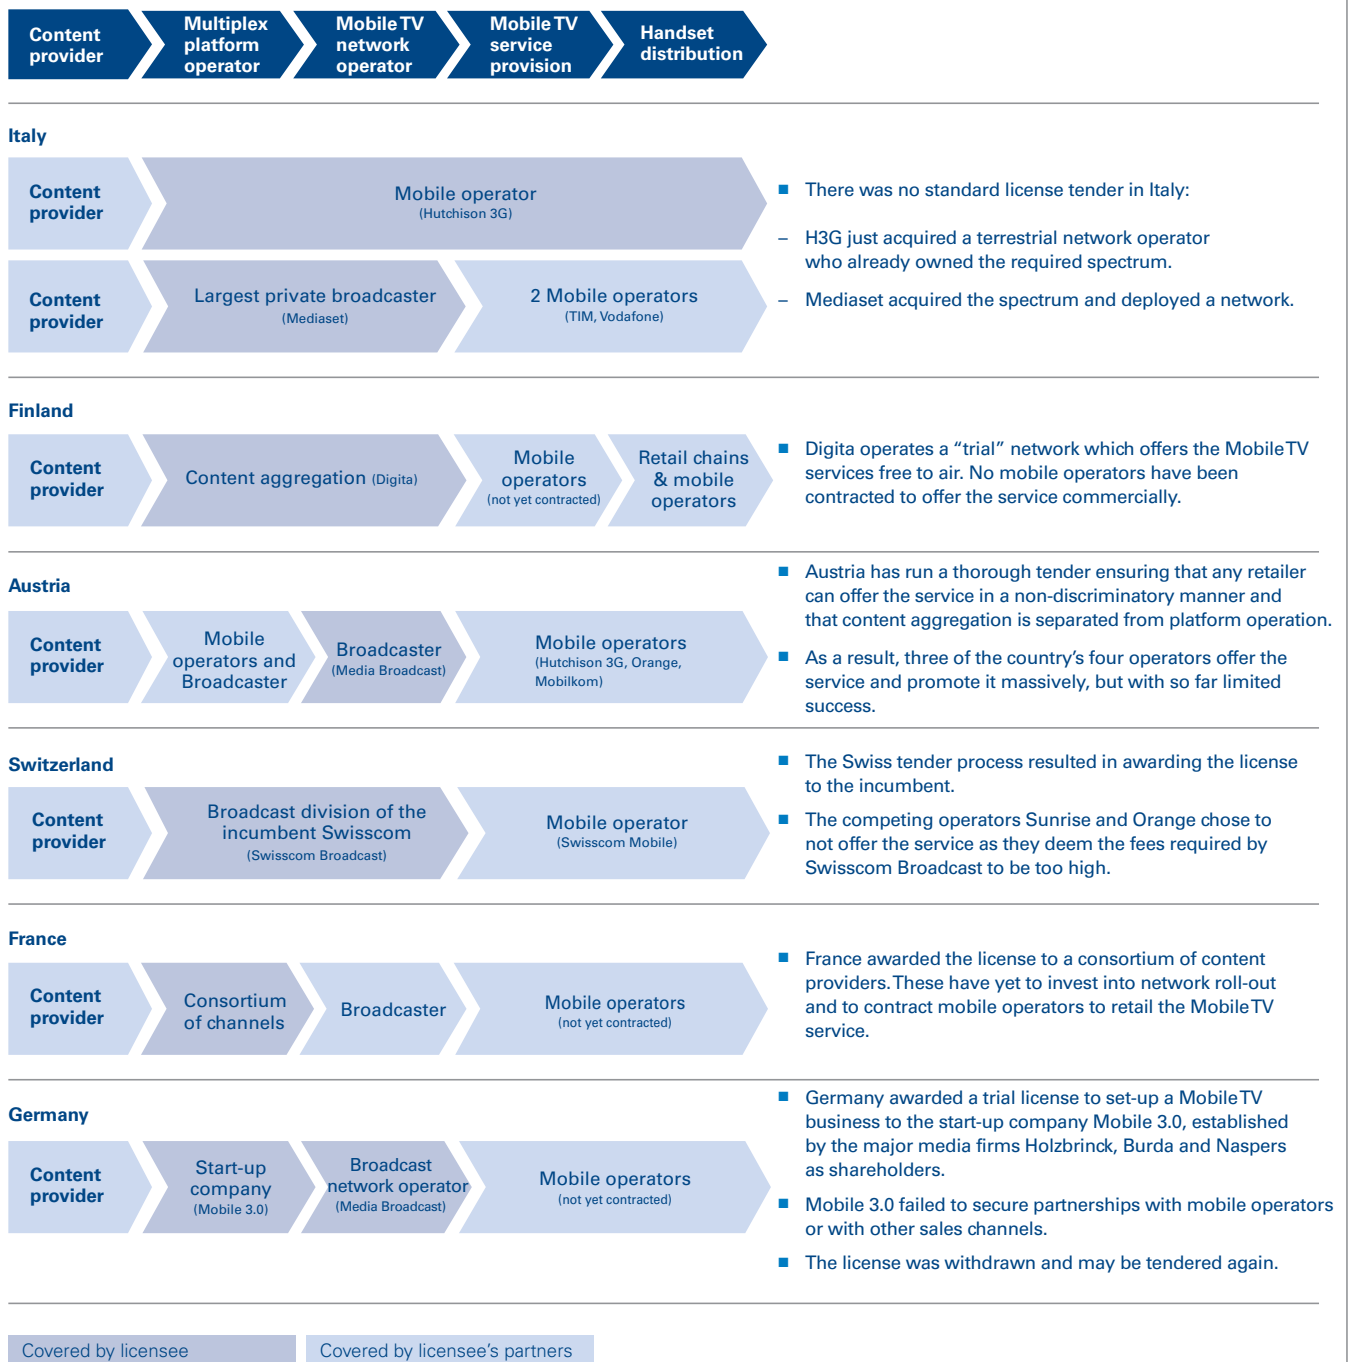 Content
provider
Multiplex
platform
operator
Mobile TV
network
operator
Mobile TV
service
provision
Handset
distribution
Italy
Content
provider
Mobile operator
(Hutchison 3G)
Content
provider
Largest private broadcaster
(Mediaset)
2 Mobile operators
(TIM, Vodafone)
■ There was no standard license tender in Italy:
– H3G just acquired a terrestrial network operator
who already owned the required spectrum.
– Mediaset acquired the spectrum and deployed a network.
Finland
Content
provider
Content aggregation (Digita)
Mobile
operators
(not yet contracted)
Retail chains
& mobile
operators
■ Digita operates a “trial” network which offers the Mobile TV
services free to air. No mobile operators have been
contracted to offer the service commercially.
Austria
Content
provider
Mobile
operators and
Broadcaster
Broadcaster
(Media Broadcast)
Mobile operators
(Hutchison 3G, Orange,
Mobilkom)
■ Austria has run a thorough tender ensuring that any retailer
can offer the service in a non-discriminatory manner and
that content aggregation is separated from platform operation.
■ As a result, three of the country’s four operators offer the
service and promote it massively, but with so far limited
success.
Switzerland
Content
provider
Broadcast division of the
incumbent Swisscom
(Swisscom Broadcast)
Mobile operator
(Swisscom Mobile)
■ The Swiss tender process resulted in awarding the license
to the incumbent.
■ The competing operators Sunrise and Orange chose to
not offer the service as they deem the fees required by
Swisscom Broadcast to be too high.
France
Content
provider
Consortium
of channels
Broadcaster
Mobile operators
(not yet contracted)
■ France awarded the license to a consortium of content
providers. These have yet to invest into network roll-out
and to contract mobile operators to retail the Mobile TV
service.
Germany
Content
provider
Start-up
company
(Mobile 3.0)
Broadcast
network operator
(Media Broadcast)
Mobile operators
(not yet contracted)
■ Germany awarded a trial license to set-up a Mobile TV
business to the start-up company Mobile 3.0, established
by the major media firms Holzbrinck, Burda and Naspers
as shareholders.
■ Mobile 3.0 failed to secure partnerships with mobile operators
or with other sales channels.
■ The license was withdrawn and may be tendered again.
Covered by licensee
Covered by licensee’s partners